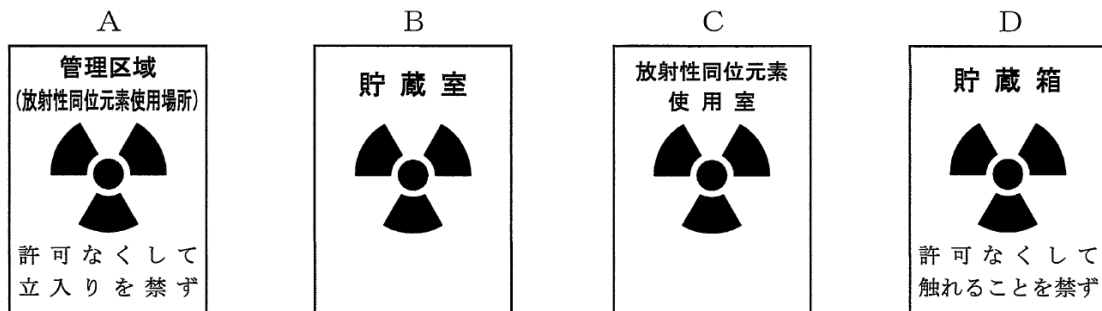 A
管理区域
(放射性同位元素使用場所)
許可なくして
立入りを禁ず
B
貯蔵室
C
放射性同位元素
使用室
D
貯蔵箱
許可なくして
触れることを禁ず